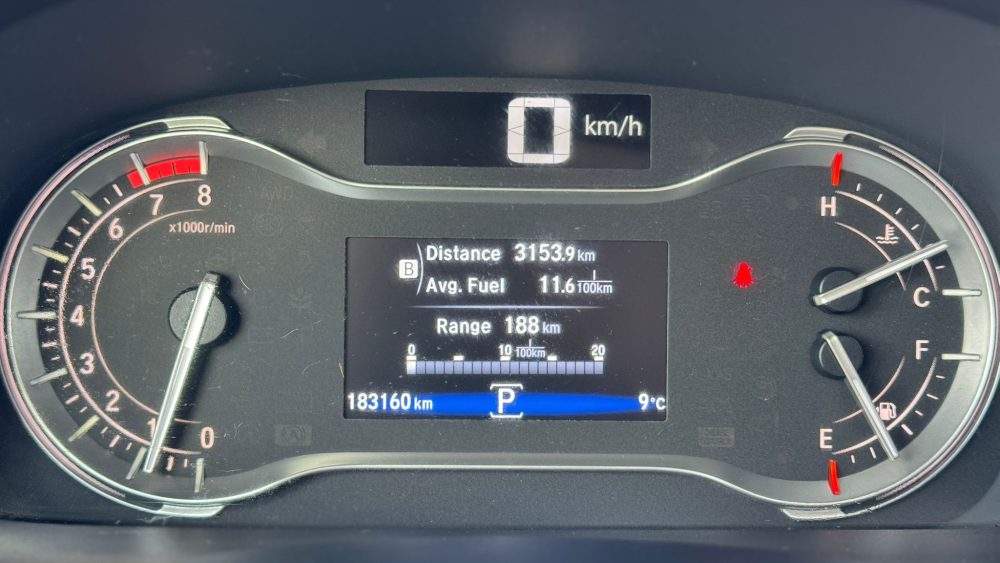 0 km/h
8
7
6
5
4
3
2
1
0
x1000r/min
B
Distance 3153.9 km
Avg. Fuel 11.6 l/100km
Range 188 km
0 10 l/100km 20
183160 km P 9°C
H
C
F
E